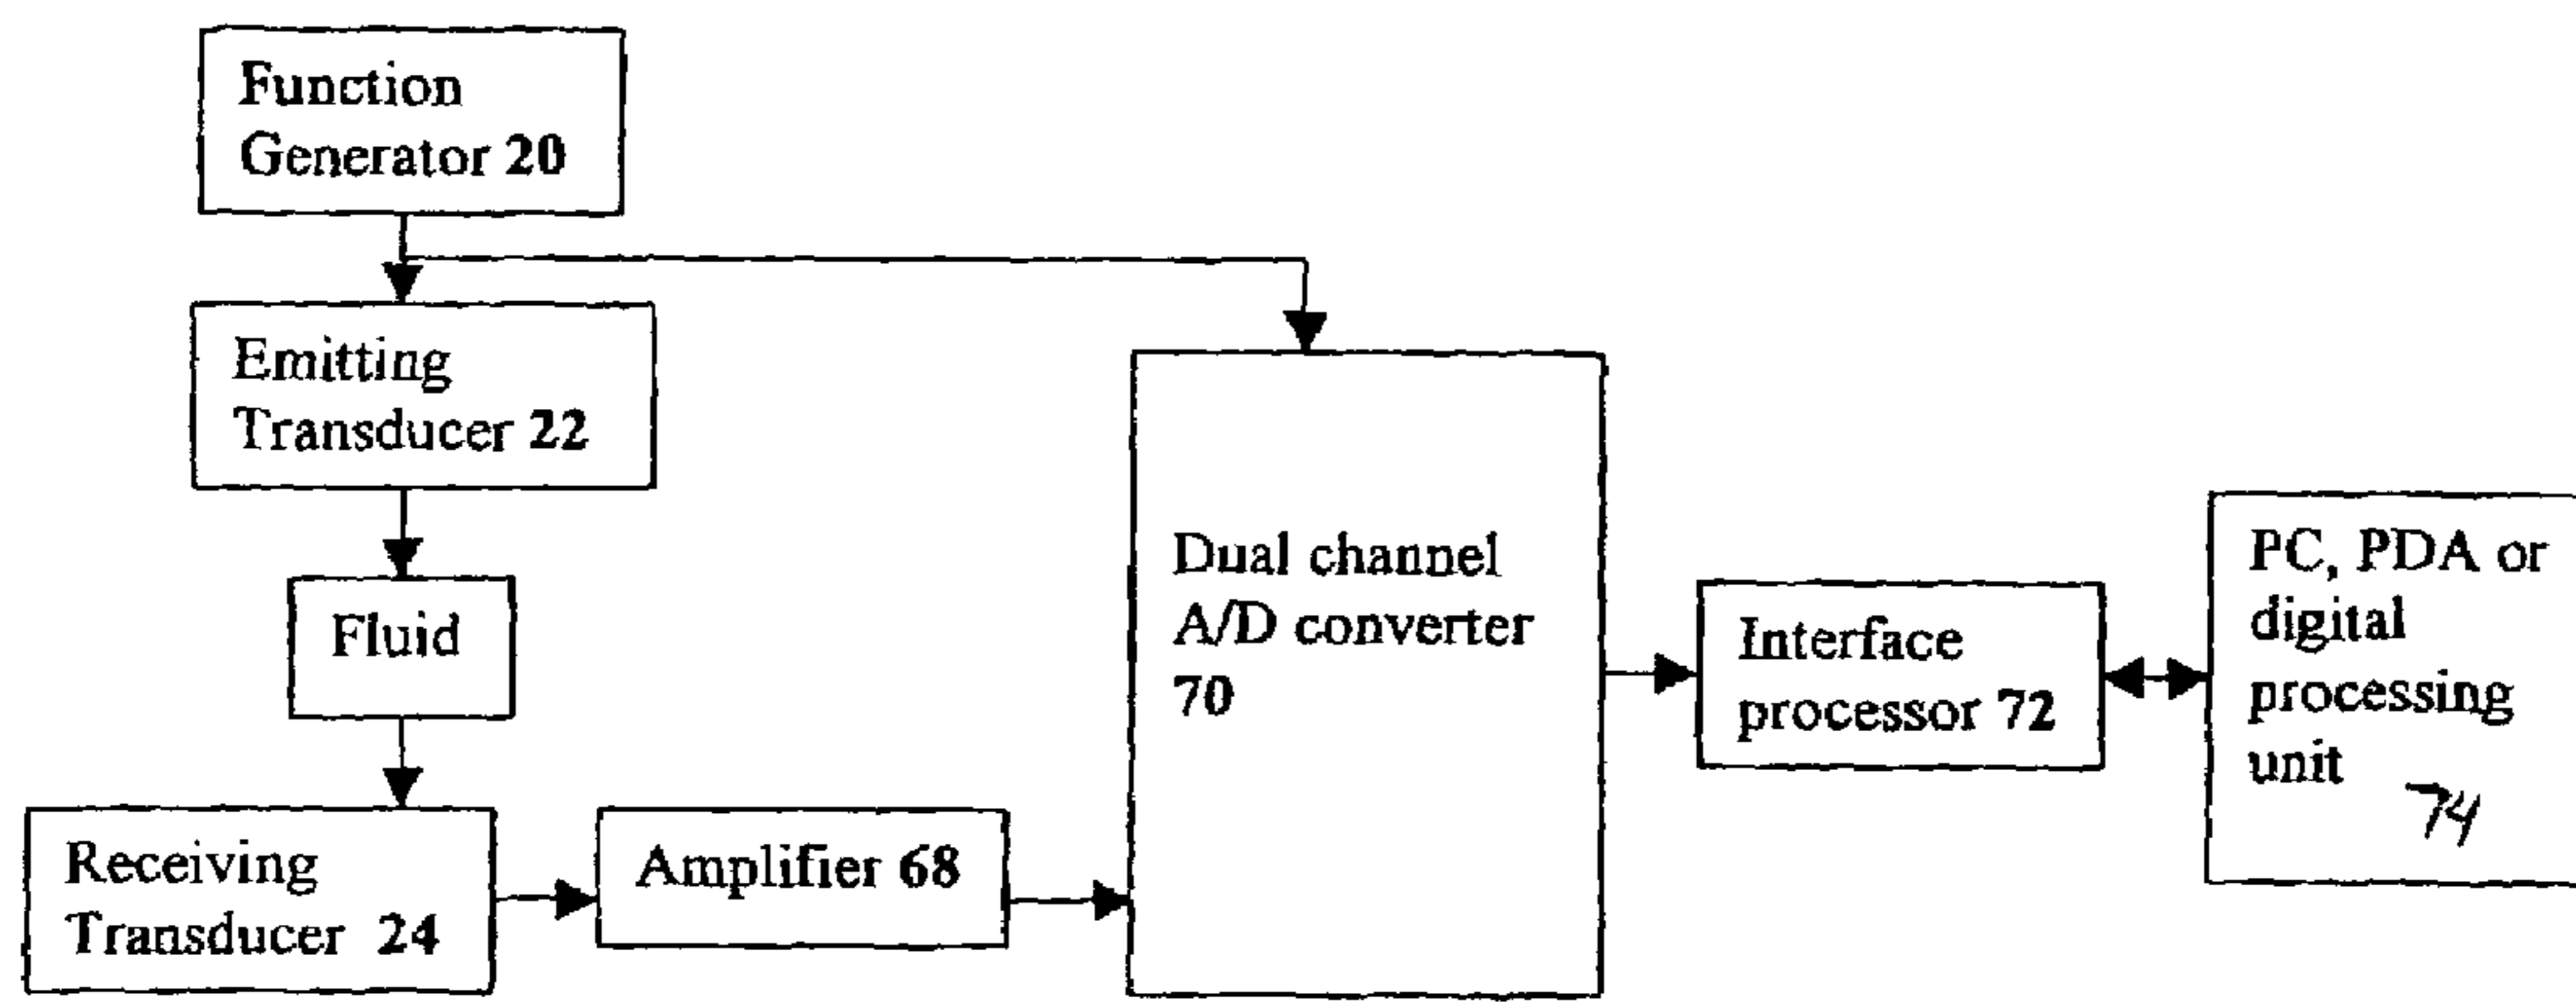 Function
Generator 20
Emitting
Transducer 22
Fluid
Receiving
Transducer 24
Amplifier 68
Dual channel
A/D converter
70
Interface
processor 72
PC, PDA or
digital
processing
unit
74